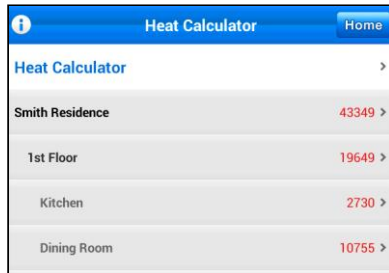 Heat Calculator Home
Heat Calculator >
Smith Residence 43349 >
1st Floor 19649 >
Kitchen 2730 >
Dining Room 10755 >